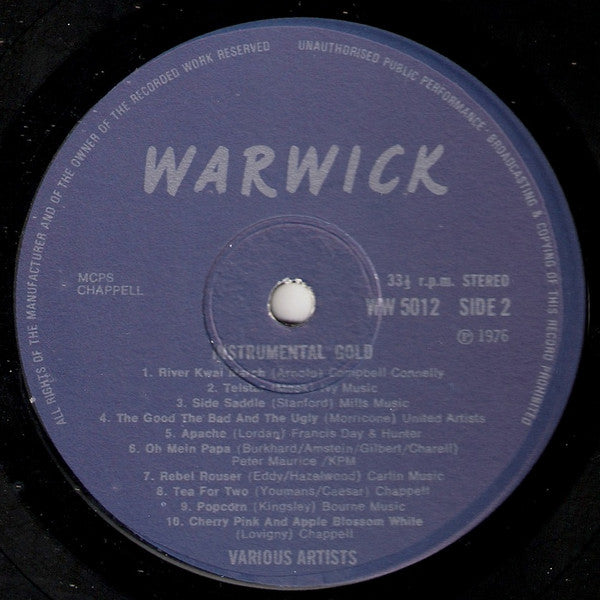 ALL RIGHTS OF THE MANUFACTURER AND OF THE OWNER OF THE RECORDED WORK RESERVED
UNAUTHORISED PUBLIC PERFORMANCE · BROADCASTING & COPYING OF THIS RECORD PROHIBITED
WARWICK
MCPS
CHAPPELL
33⅓ r.p.m. STEREO
WW 5012 SIDE 2
℗ 1976
INSTRUMENTAL GOLD
1. River Kwai March (Arnold) Campbell Connelly
2. Telstar Ivy Music
3. Side Saddle (Stanford) Mills Music
4. The Good The Bad And The Ugly (Morricone) United Artists
5. Apache (Lordan) Francis Day & Hunter
6. Oh Mein Papa (Burkhard/Amstein/Gilbert/Charell)
Peter Maurice/KPM
7. Rebel Rouser (Eddy/Hazelwood) Carlin Music
8. Tea For Two (Youmans/Caesar) Chappell
9. Popcorn (Kingsley) Bourne Music
10. Cherry Pink And Apple Blossom White
(Lovigny) Chappell
VARIOUS ARTISTS